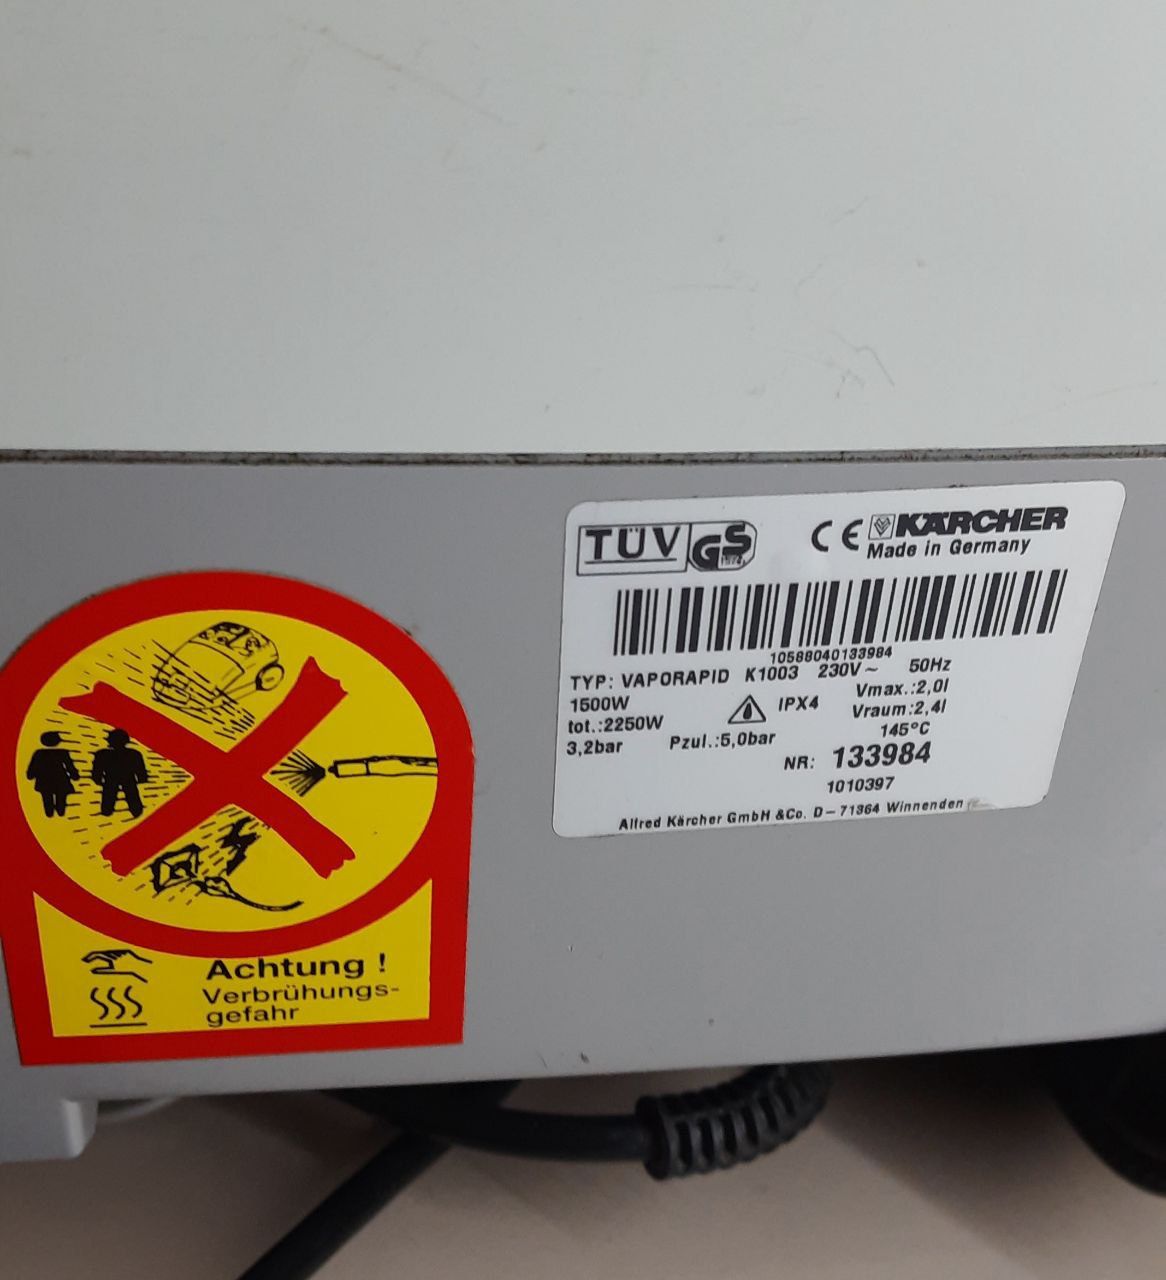 TÜV GS CE KÄRCHER
Made in Germany
10588040133984
TYP: VAPORAPID K1003 230V~ 50Hz
1500W IPX4 Vmax.:2,0l
tot.:2250W Vraum:2,4l
3,2bar Pzul.:5,0bar 145°C
NR: 133984
1010397
Alfred Kärcher GmbH &Co. D-71364 Winnenden
Achtung !
Verbrühungs-
gefahr